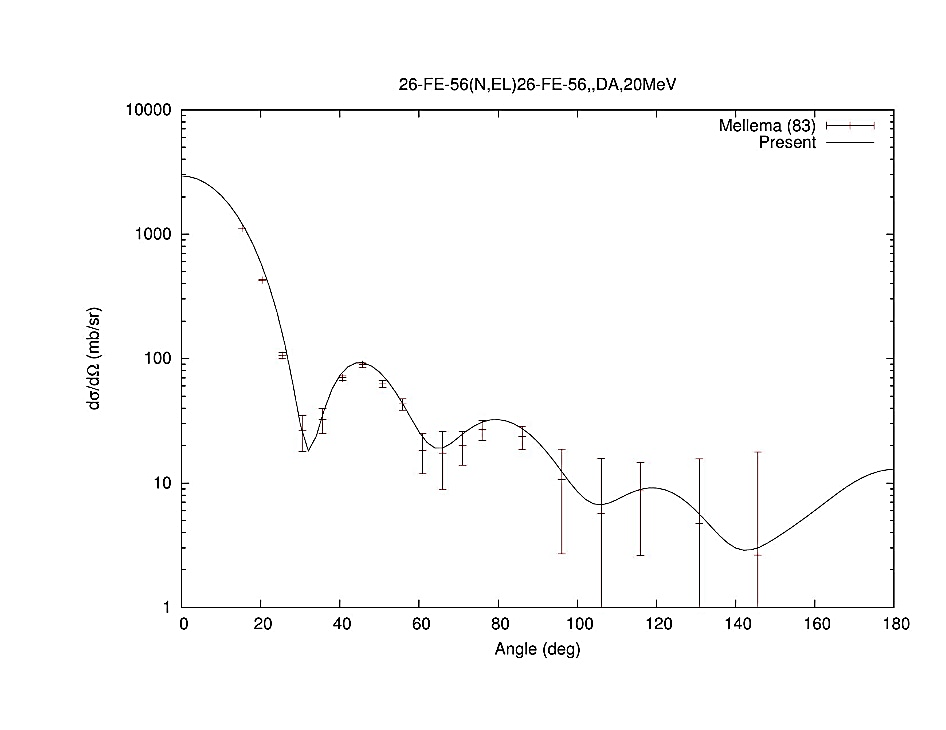 26-FE-56(N,EL)26-FE-56,,DA,20MeV
Mellema (83)
Present
10000
1000
100
10
1
dσ/dΩ (mb/sr)
0 20 40 60 80 100 120 140 160 180
Angle (deg)